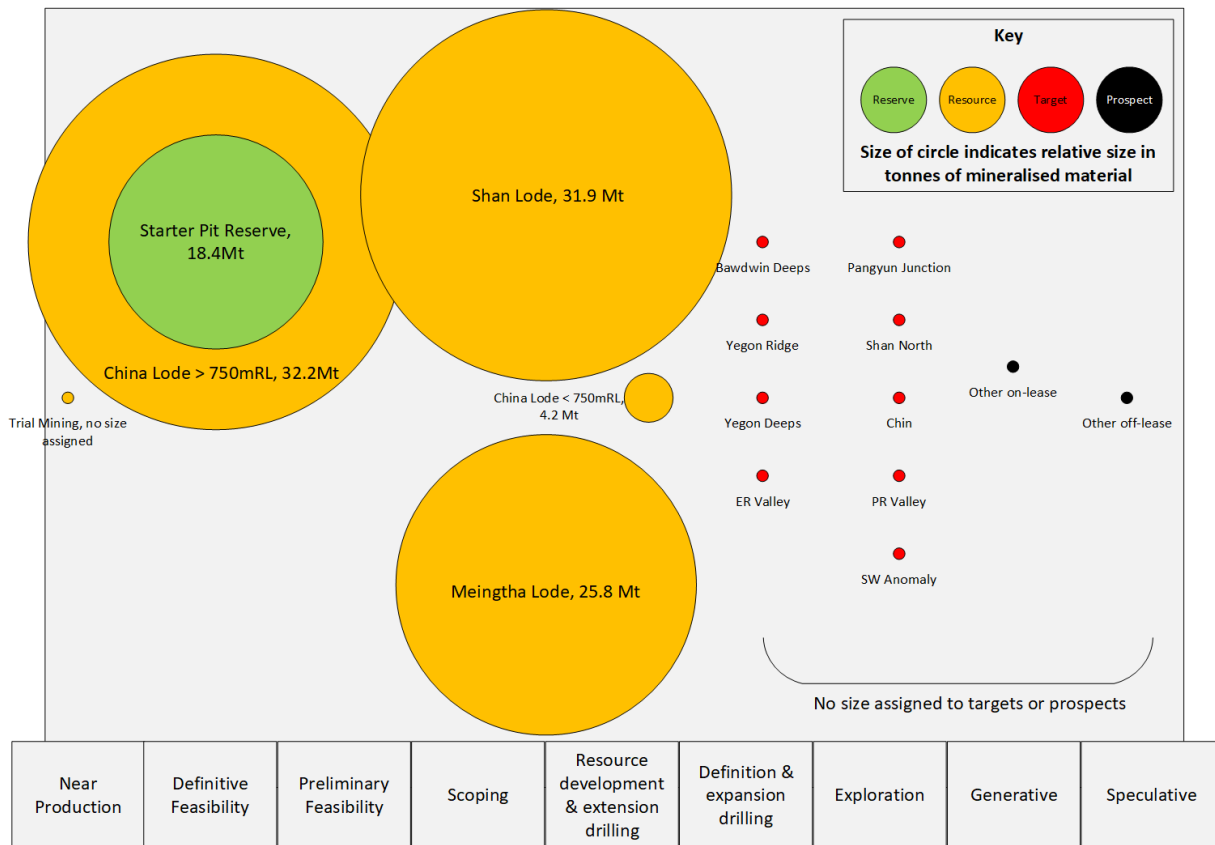 Key
Reserve
Resource
Target
Prospect
Size of circle indicates relative size in
tonnes of mineralised material
Shan Lode, 31.9 Mt
Starter Pit Reserve,
18.4Mt
China Lode > 750mRL, 32.2Mt
Trial Mining, no size
assigned
China Lode < 750mRL,
4.2 Mt
Meingtha Lode, 25.8 Mt
Bawdwin Deeps
Pangyun Junction
Yegon Ridge
Shan North
Other on-lease
Yegon Deeps
Chin
Other off-lease
ER Valley
PR Valley
SW Anomaly
No size assigned to targets or prospects
Near
Production
Definitive
Feasibility
Preliminary
Feasibility
Scoping
Resource
development
& extension
drilling
Definition &
expansion
drilling
Exploration
Generative
Speculative